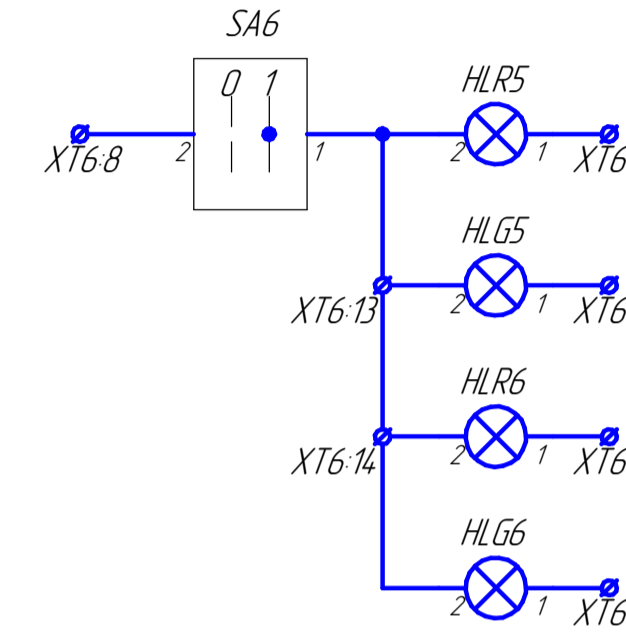 SA6
0 1
HLR5
XT6:8
2
1
2
1
XT6
HLG5
XT6:13
2
1
XT6
HLR6
XT6:14
2
1
XT6
HLG6
2
1
XT6